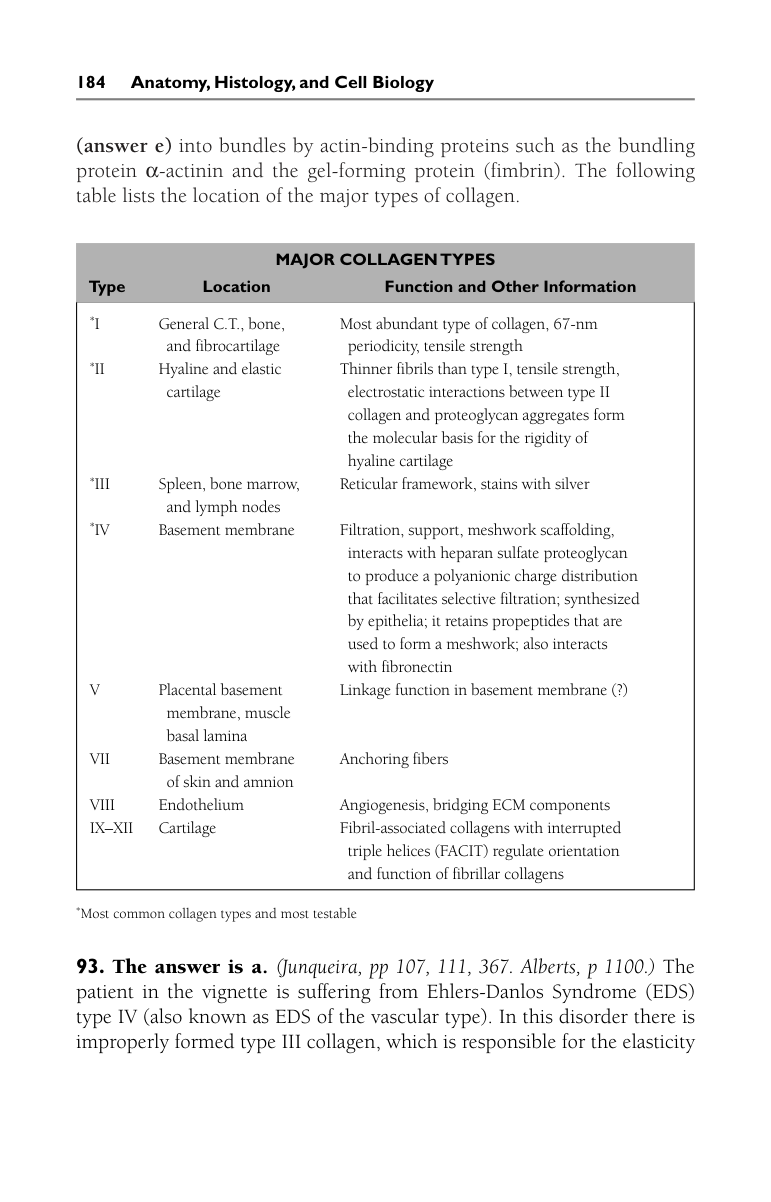 184 Anatomy, Histology, and Cell Biology
(answer e) into bundles by actin-binding proteins such as the bundling
protein α-actinin and the gel-forming protein (fimbrin). The following
table lists the location of the major types of collagen.
MAJOR COLLAGEN TYPES
Type Location Function and Other Information
*I General C.T., bone, Most abundant type of collagen, 67-nm
and fibrocartilage periodicity, tensile strength
*II Hyaline and elastic Thinner fibrils than type I, tensile strength,
cartilage electrostatic interactions between type II
collagen and proteoglycan aggregates form
the molecular basis for the rigidity of
hyaline cartilage
*III Spleen, bone marrow, Reticular framework, stains with silver
and lymph nodes
*IV Basement membrane Filtration, support, meshwork scaffolding,
interacts with heparan sulfate proteoglycan
to produce a polyanionic charge distribution
that facilitates selective filtration; synthesized
by epithelia; it retains propeptides that are
used to form a meshwork; also interacts
with fibronectin
V Placental basement Linkage function in basement membrane (?)
membrane, muscle
basal lamina
VII Basement membrane Anchoring fibers
of skin and amnion
VIII Endothelium Angiogenesis, bridging ECM components
IX–XII Cartilage Fibril-associated collagens with interrupted
triple helices (FACIT) regulate orientation
and function of fibrillar collagens
*Most common collagen types and most testable
93. The answer is a. (Junqueira, pp 107, 111, 367. Alberts, p 1100.) The
patient in the vignette is suffering from Ehlers-Danlos Syndrome (EDS)
type IV (also known as EDS of the vascular type). In this disorder there is
improperly formed type III collagen, which is responsible for the elasticity